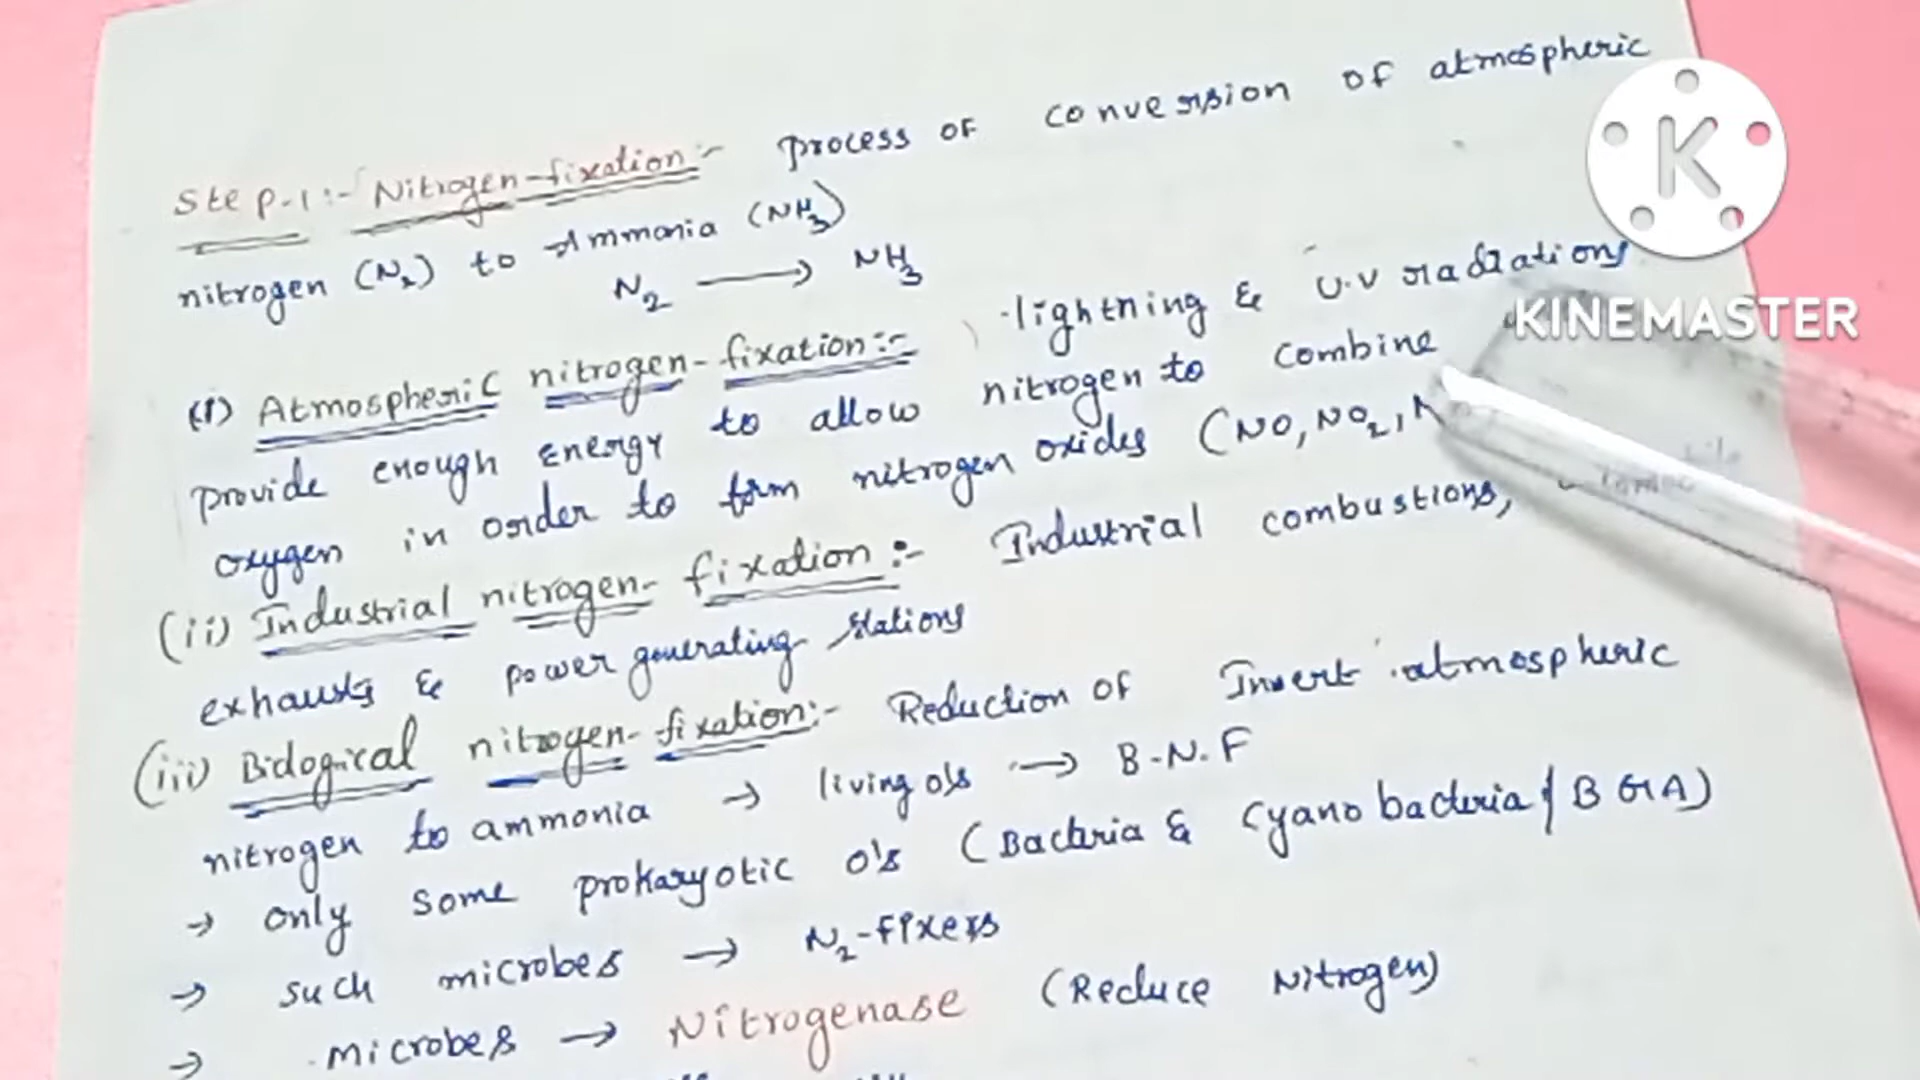 Step-1:- Nitrogen-fixation:- process of conversion of atmospheric
nitrogen (N2) to Ammonia (NH3)
N2 → NH3
(i) Atmospheric nitrogen-fixation:- lightning & U.V radiations
provide enough energy to allow nitrogen to combine
oxygen in order to form nitrogen oxides (NO, NO2, N
(ii) Industrial nitrogen-fixation:- Industrial combustions,
exhausts & power generating stations
(iii) Biological nitrogen-fixation:- Reduction of Inert atmospheric
nitrogen to ammonia → living o's → B.N.F
→ only some prokaryotic o's (Bacteria & Cyanobacteria / BGA)
→ such microbes → N2-fixers
→ microbes → Nitrogenase (Reduce Nitrogen)
K
KINEMASTER